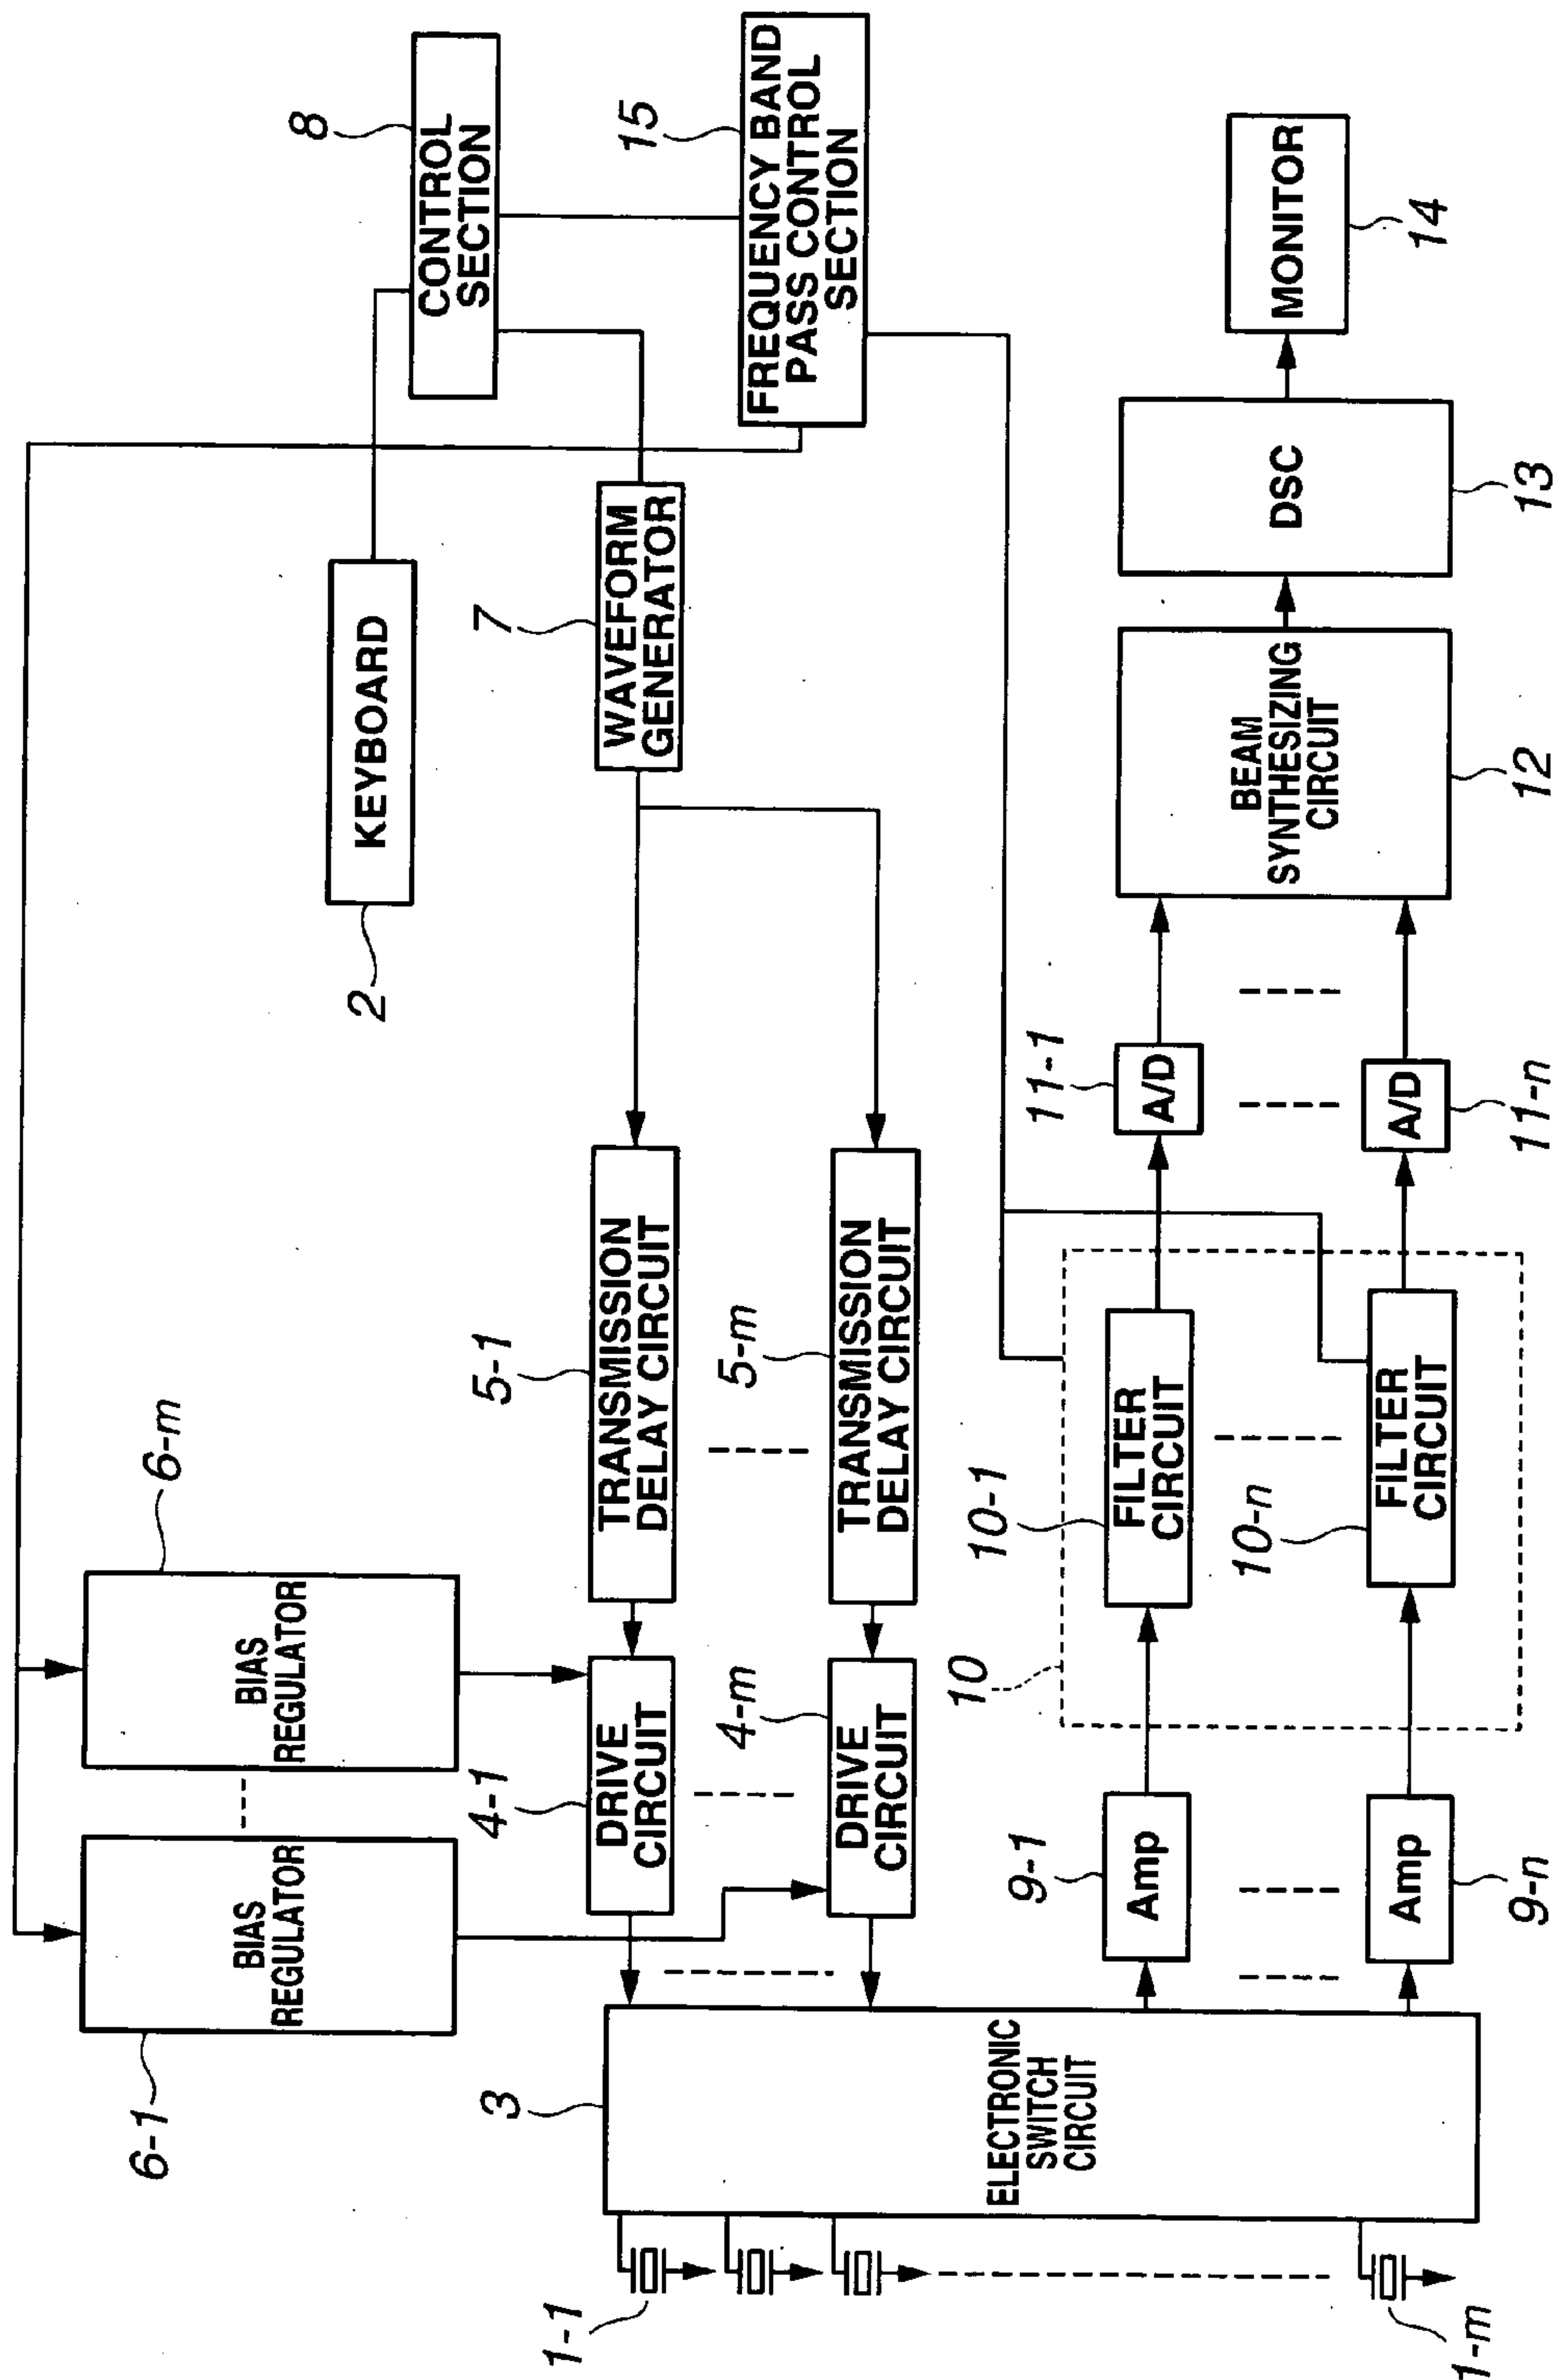 6-1
BIAS
REGULATOR
6-m
BIAS
REGULATOR
2
KEYBOARD
8
CONTROL
SECTION
3
ELECTRONIC
SWITCH
CIRCUIT
1-1
1-m
4-1
DRIVE
CIRCUIT
5-1
TRANSMISSION
DELAY CIRCUIT
7
WAVEFORM
GENERATOR
15
FREQUENCY BAND
PASS CONTROL
SECTION
4-m
DRIVE
CIRCUIT
5-m
TRANSMISSION
DELAY CIRCUIT
9-1
Amp
10
10-1
FILTER
CIRCUIT
11-1
A/D
9-n
Amp
10-n
FILTER
CIRCUIT
11-n
A/D
BEAM
SYNTHESIZING
CIRCUIT
12
DSC
13
MONITOR
14